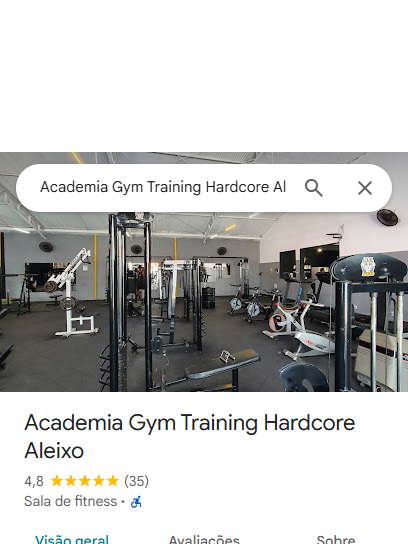 Academia Gym Training Hardcore Al
Academia Gym Training Hardcore
Aleixo
4,8 (35)
Sala de fitness ·
Visão geral Avaliações Sobre